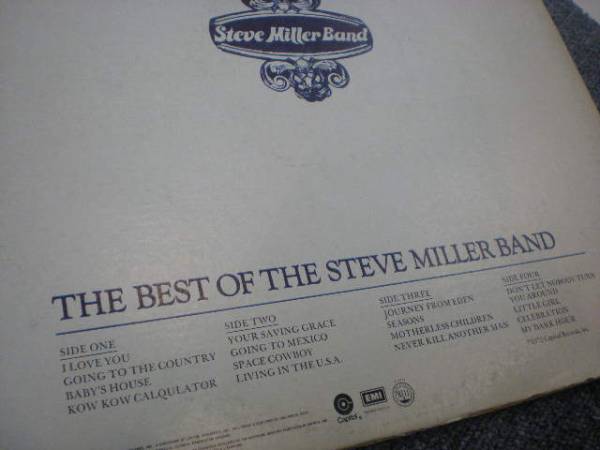 Steve Miller Band
THE BEST OF THE STEVE MILLER BAND
SIDE ONE
I LOVE YOU
GOING TO THE COUNTRY
BABY'S HOUSE
KOW KOW CALQULATOR
SIDE TWO
YOUR SAVING GRACE
GOING TO MEXICO
SPACE COWBOY
LIVING IN THE U.S.A.
SIDE THREE
JOURNEY FROM EDEN
SEASONS
MOTHERLESS CHILDREN
NEVER KILL ANOTHER MAN
SIDE FOUR
DON'T LET NOBODY TURN
YOU AROUND
LITTLE GIRL
CELEBRATION
MY DARK HOUR
Capitol Records, Inc.
Capitol
EMI